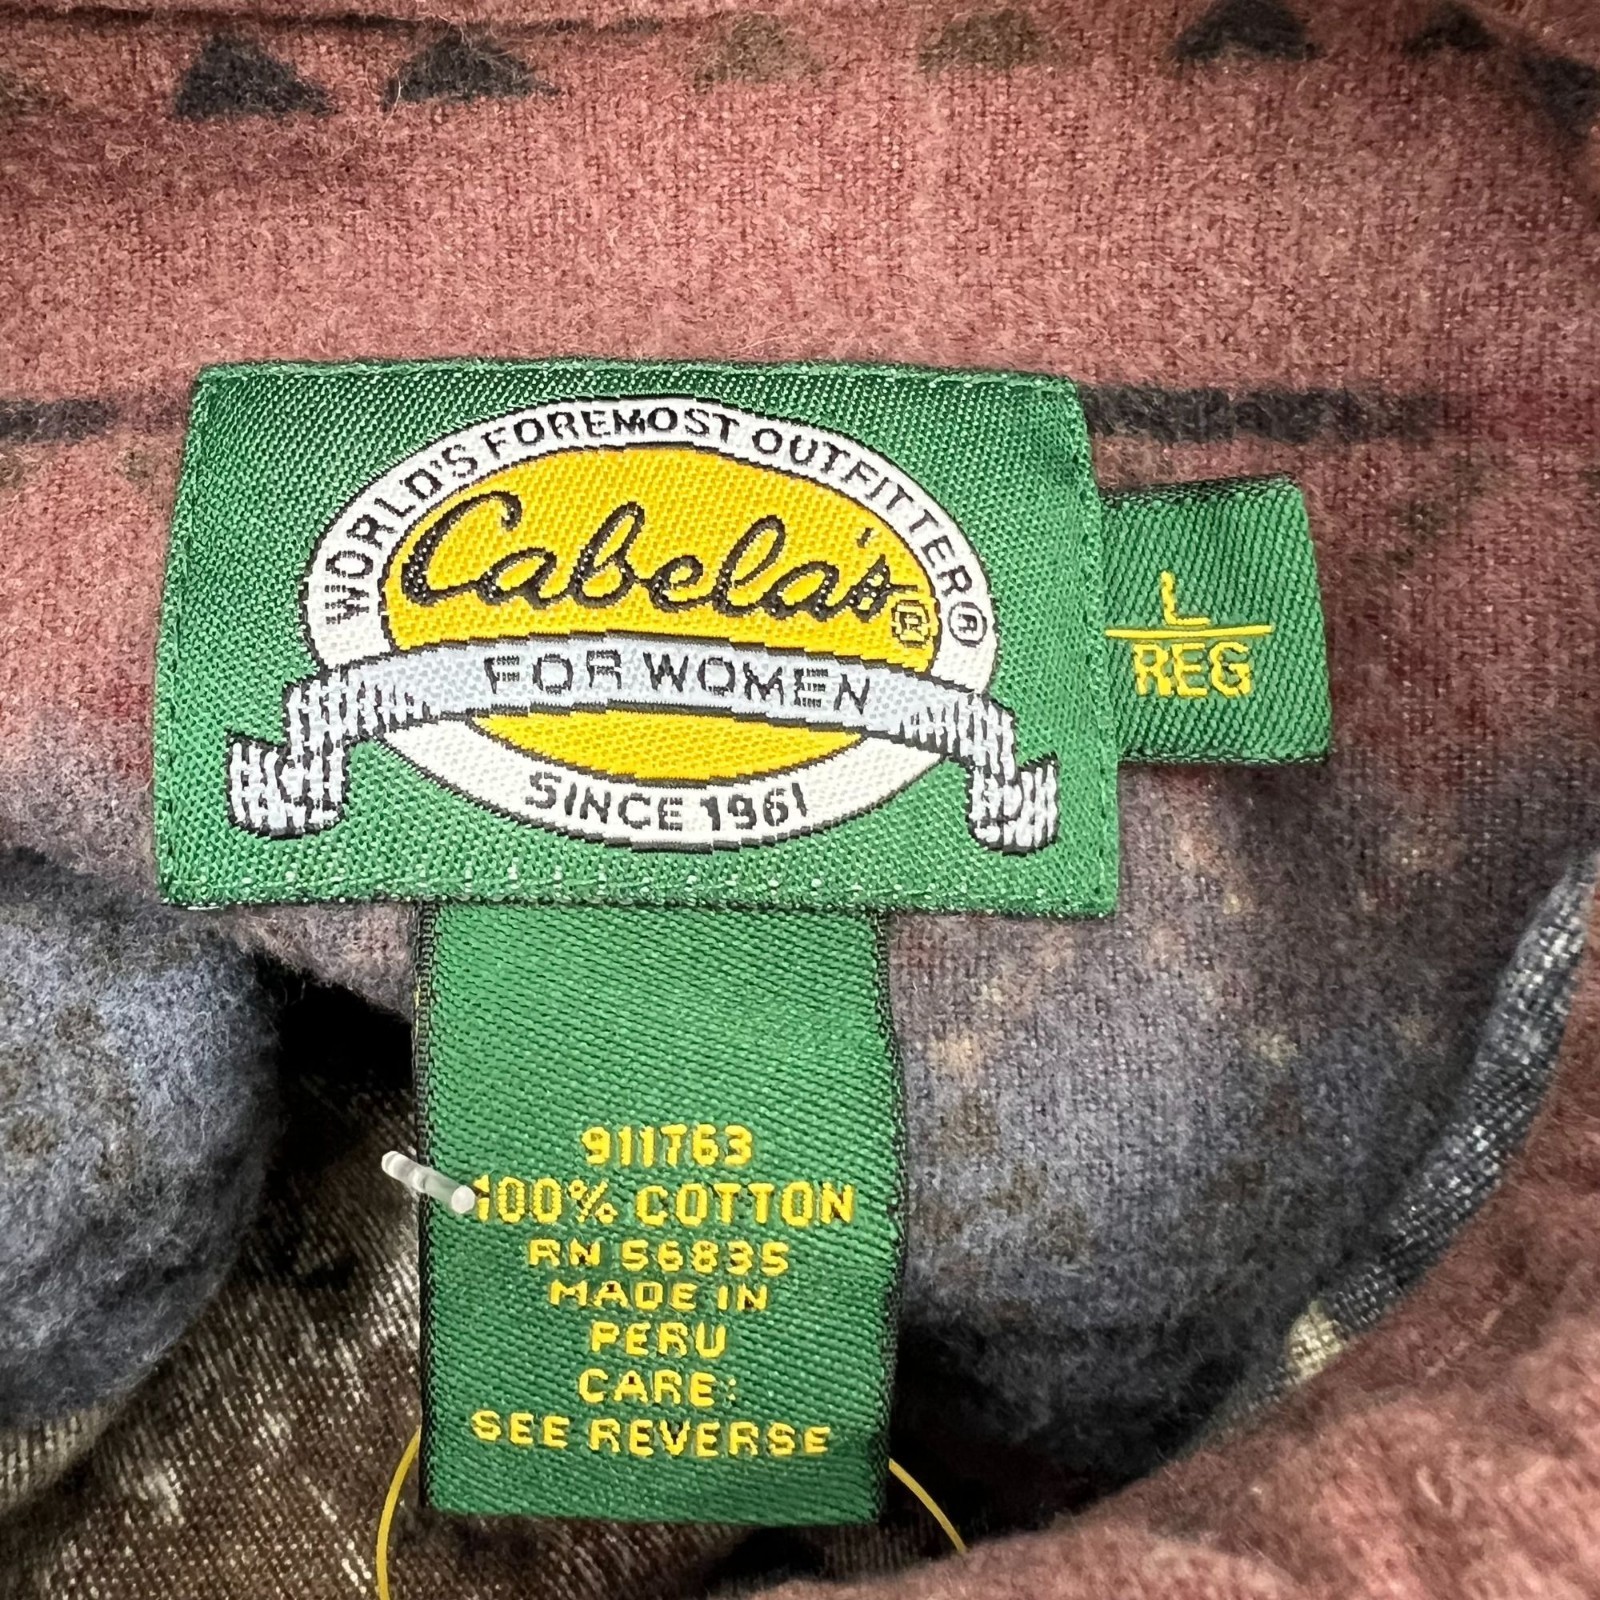 WORLD'S FOREMOST OUTFITTER®
Cabela's®
FOR WOMEN
SINCE 1961
L
REG
911763
100% COTTON
RN 56835
MADE IN
PERU
CARE:
SEE REVERSE